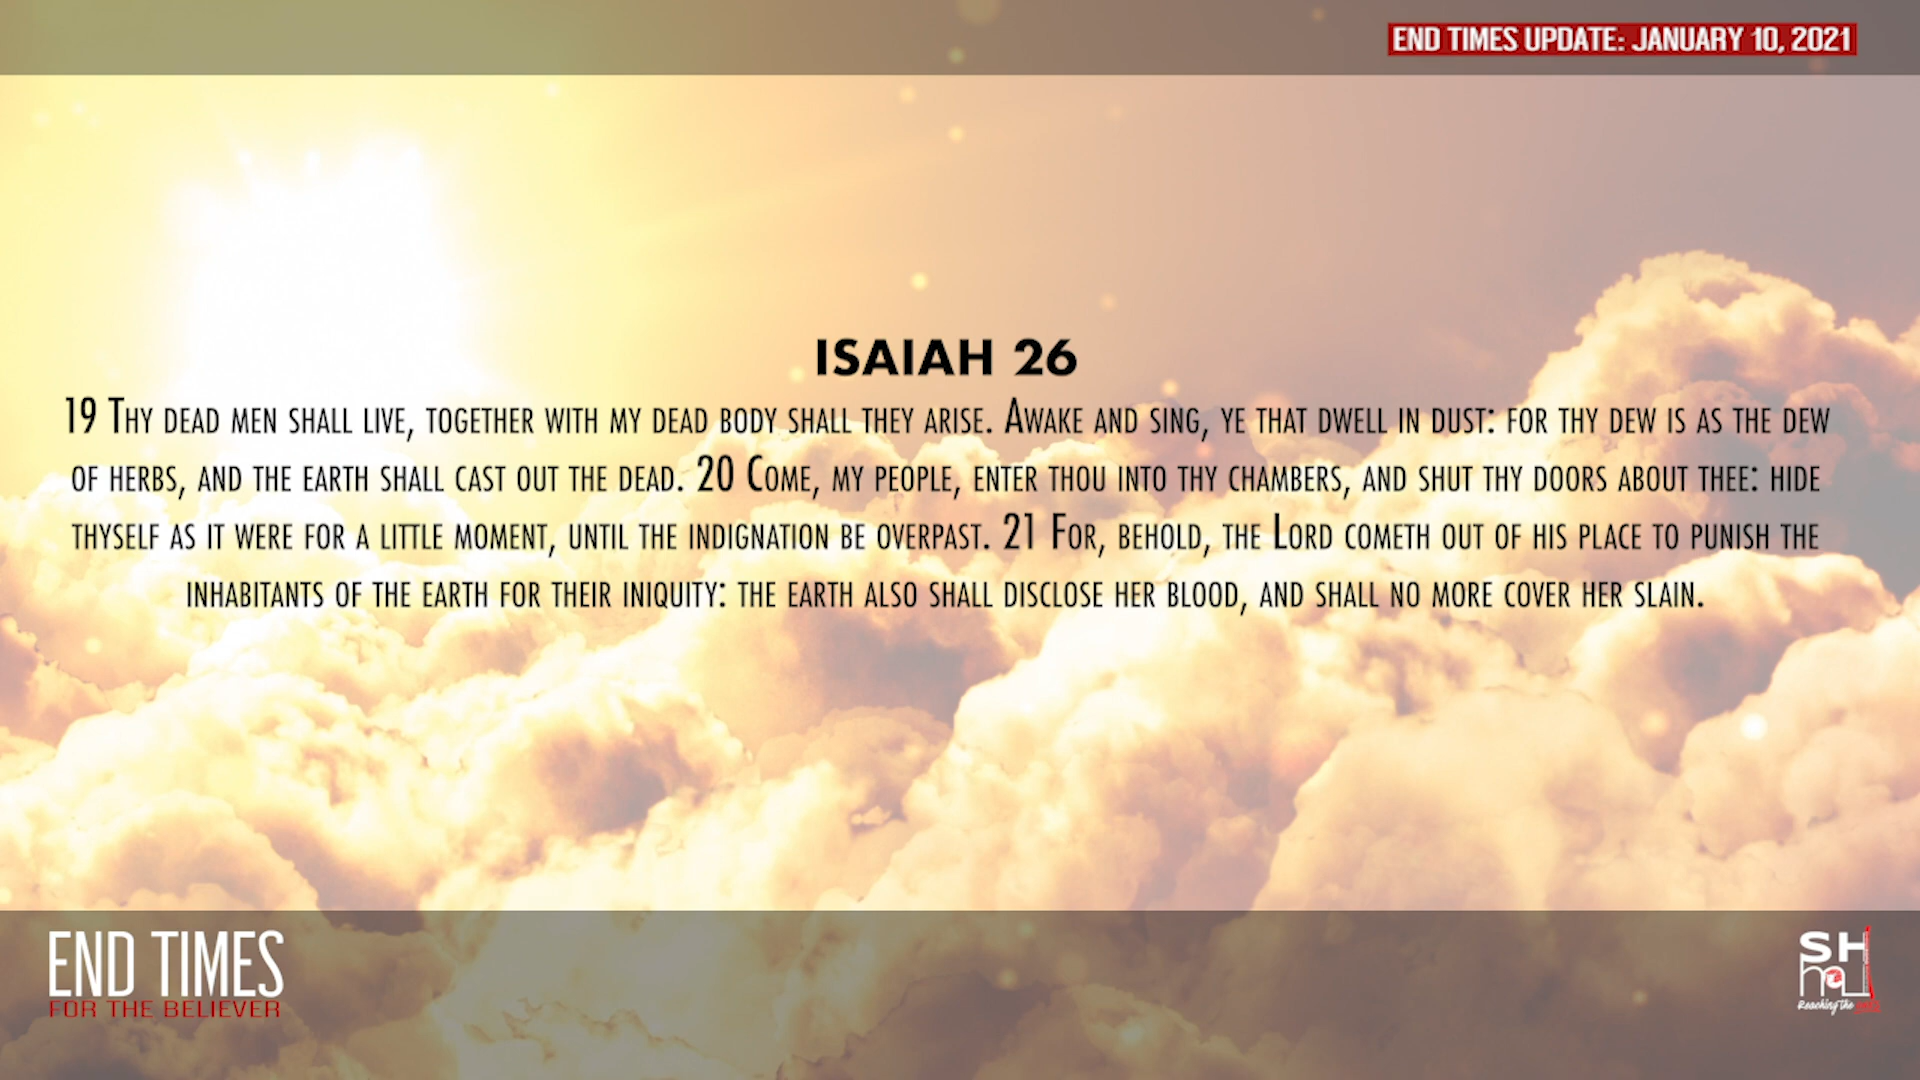 END TIMES UPDATE: JANUARY 10, 2021
ISAIAH 26
19 Thy dead men shall live, together with my dead body shall they arise. Awake and sing, ye that dwell in dust: for thy dew is as the dew
of herbs, and the earth shall cast out the dead. 20 Come, my people, enter thou into thy chambers, and shut thy doors about thee: hide
thyself as it were for a little moment, until the indignation be overpast. 21 For, behold, the Lord cometh out of his place to punish the
inhabitants of the earth for their iniquity: the earth also shall disclose her blood, and shall no more cover her slain.
END TIMES
FOR THE BELIEVER
SH
Reaching the